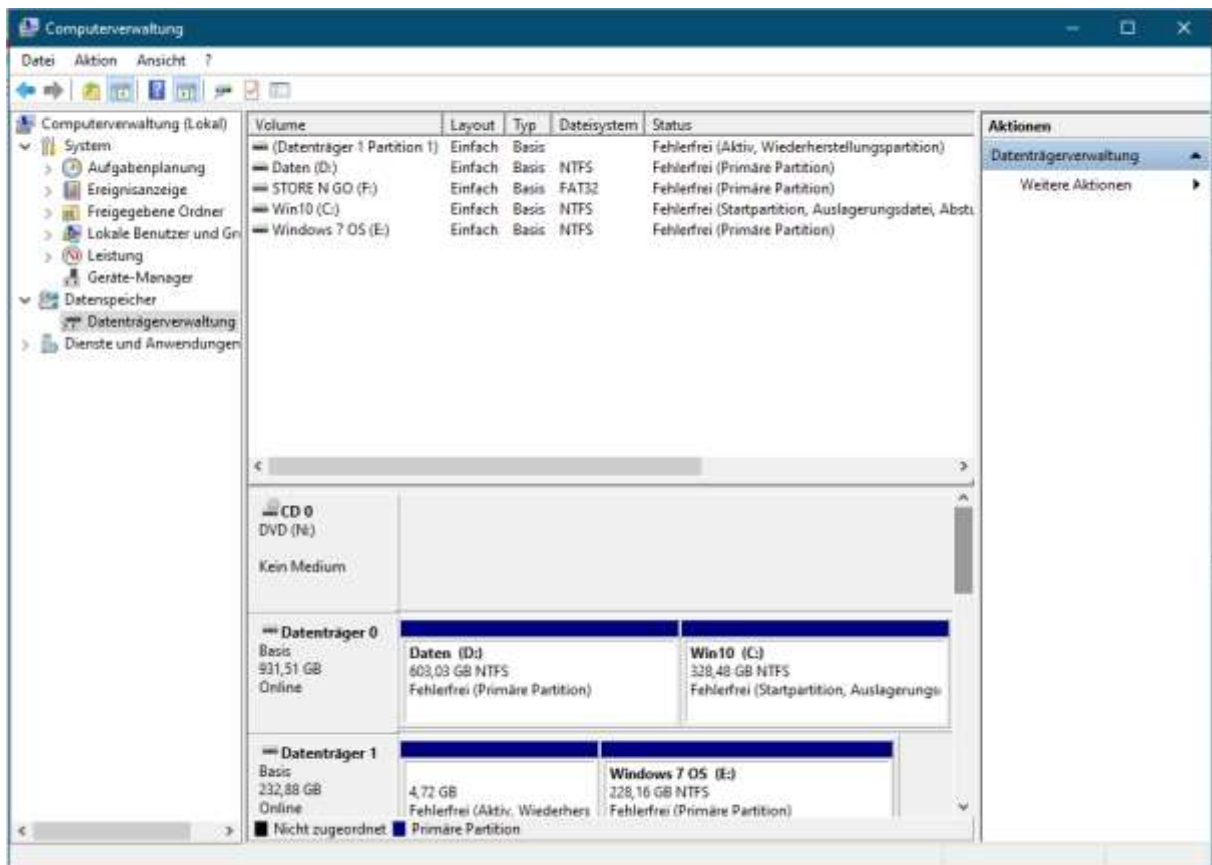 Computerverwaltung
Datei Aktion Ansicht ?
Computerverwaltung (Lokal)
System
Aufgabenplanung
Ereignisanzeige
Freigegebene Ordner
Lokale Benutzer und Gr
Leistung
Geräte-Manager
Datenspeicher
Datenträgerverwaltung
Dienste und Anwendungen
Volume Layout Typ Dateisystem Status
(Datenträger 1 Partition 1) Einfach Basis Fehlerfrei (Aktiv, Wiederherstellungspartition)
Daten (D:) Einfach Basis NTFS Fehlerfrei (Primäre Partition)
STORE N GO (F:) Einfach Basis FAT32 Fehlerfrei (Primäre Partition)
Win10 (C:) Einfach Basis NTFS Fehlerfrei (Startpartition, Auslagerungsdatei, Abstu
Windows 7 OS (E:) Einfach Basis NTFS Fehlerfrei (Primäre Partition)
CD 0
DVD (N:)
Kein Medium
Datenträger 0
Basis
931,51 GB
Online
Daten (D:)
603,03 GB NTFS
Fehlerfrei (Primäre Partition)
Win10 (C:)
328,48 GB NTFS
Fehlerfrei (Startpartition, Auslagerungs
Datenträger 1
Basis
232,88 GB
Online
4,72 GB
Fehlerfrei (Aktiv, Wiederhers
Windows 7 OS (E:)
228,16 GB NTFS
Fehlerfrei (Primäre Partition)
Nicht zugeordnet Primäre Partition
Aktionen
Datenträgerverwaltung
Weitere Aktionen